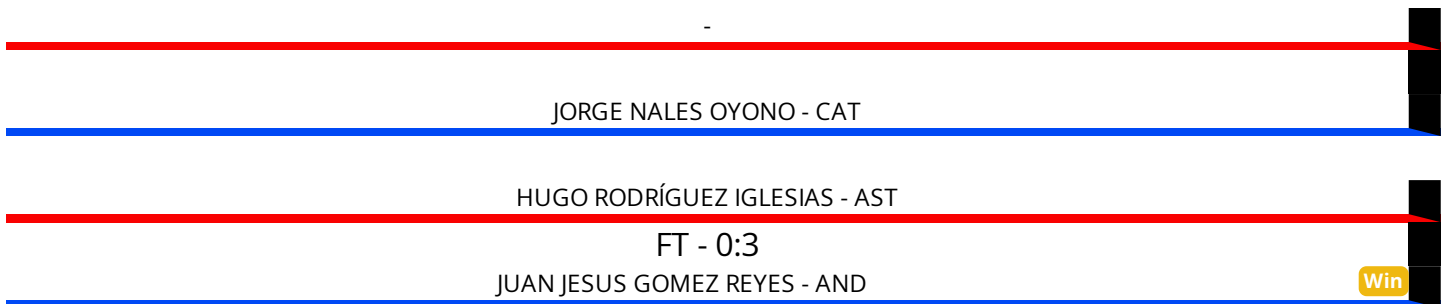 -
JORGE NALES OYONO - CAT
HUGO RODRÍGUEZ IGLESIAS - AST
FT - 0:3
JUAN JESUS GOMEZ REYES - AND
Win